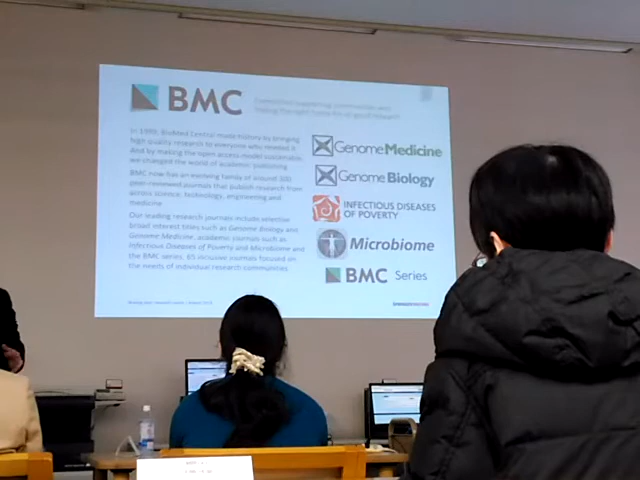 BMC
In 1999, BioMed Central made history by bringing
high quality research to everyone who needed it.
And by making the open access model sustainable,
we changed the world of academic publishing.
BMC now has an evolving family of around 300
peer-reviewed journals that publish research from
across science, technology, engineering and
medicine.
Our leading research journals include selective
broad interest titles such as Genome Biology and
Genome Medicine, academic journals such as
Infectious Diseases of Poverty and Microbiome and
the BMC series, 65 inclusive journals focused on
the needs of individual research communities.
Genome Medicine
Genome Biology
INFECTIOUS DISEASES
OF POVERTY
Microbiome
BMC Series
SPRINGER NATURE